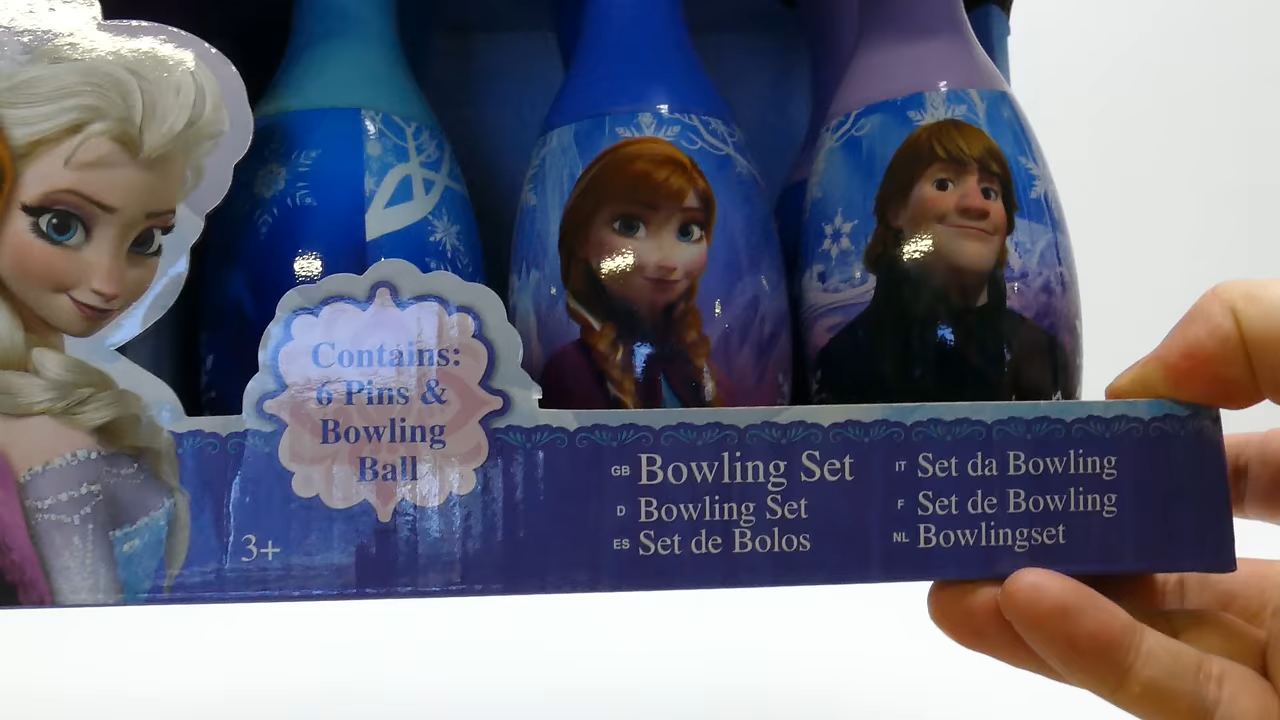 Contains:
6 Pins &
Bowling
Ball
3+
GB Bowling Set
D Bowling Set
ES Set de Bolos
IT Set da Bowling
F Set de Bowling
NL Bowlingset